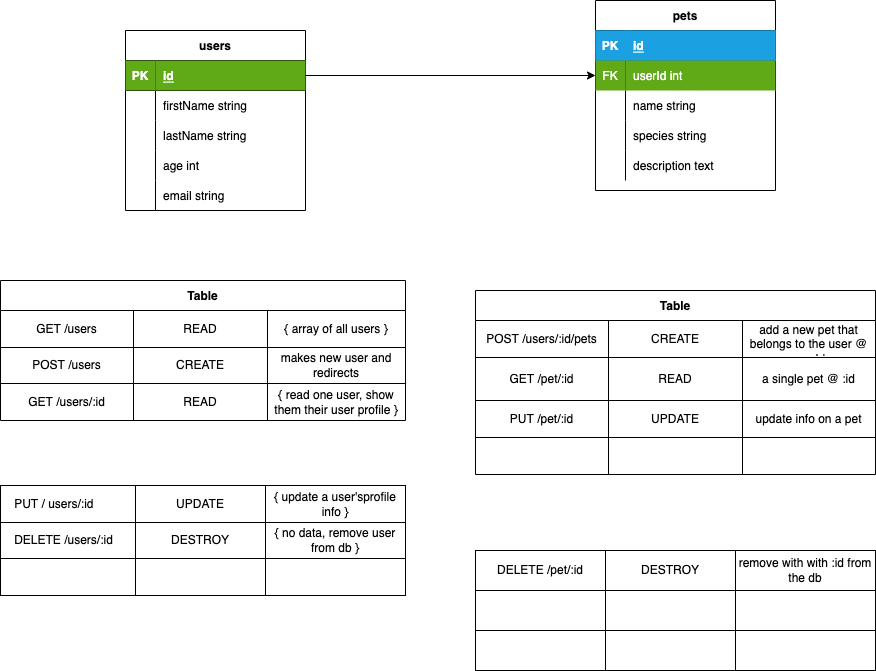 users
PK id
firstName string
lastName string
age int
email string
pets
PK id
FK userId int
name string
species string
description text
Table
GET /users READ { array of all users }
POST /users CREATE makes new user and
redirects
GET /users/:id READ { read one user, show
them their user profile }
PUT / users/:id UPDATE { update a user'sprofile
info }
DELETE /users/:id DESTROY { no data, remove user
from db }
Table
POST /users/:id/pets CREATE add a new pet that
belongs to the user @
GET /pet/:id READ a single pet @ :id
PUT /pet/:id UPDATE update info on a pet
DELETE /pet/:id DESTROY remove with with :id from
the db